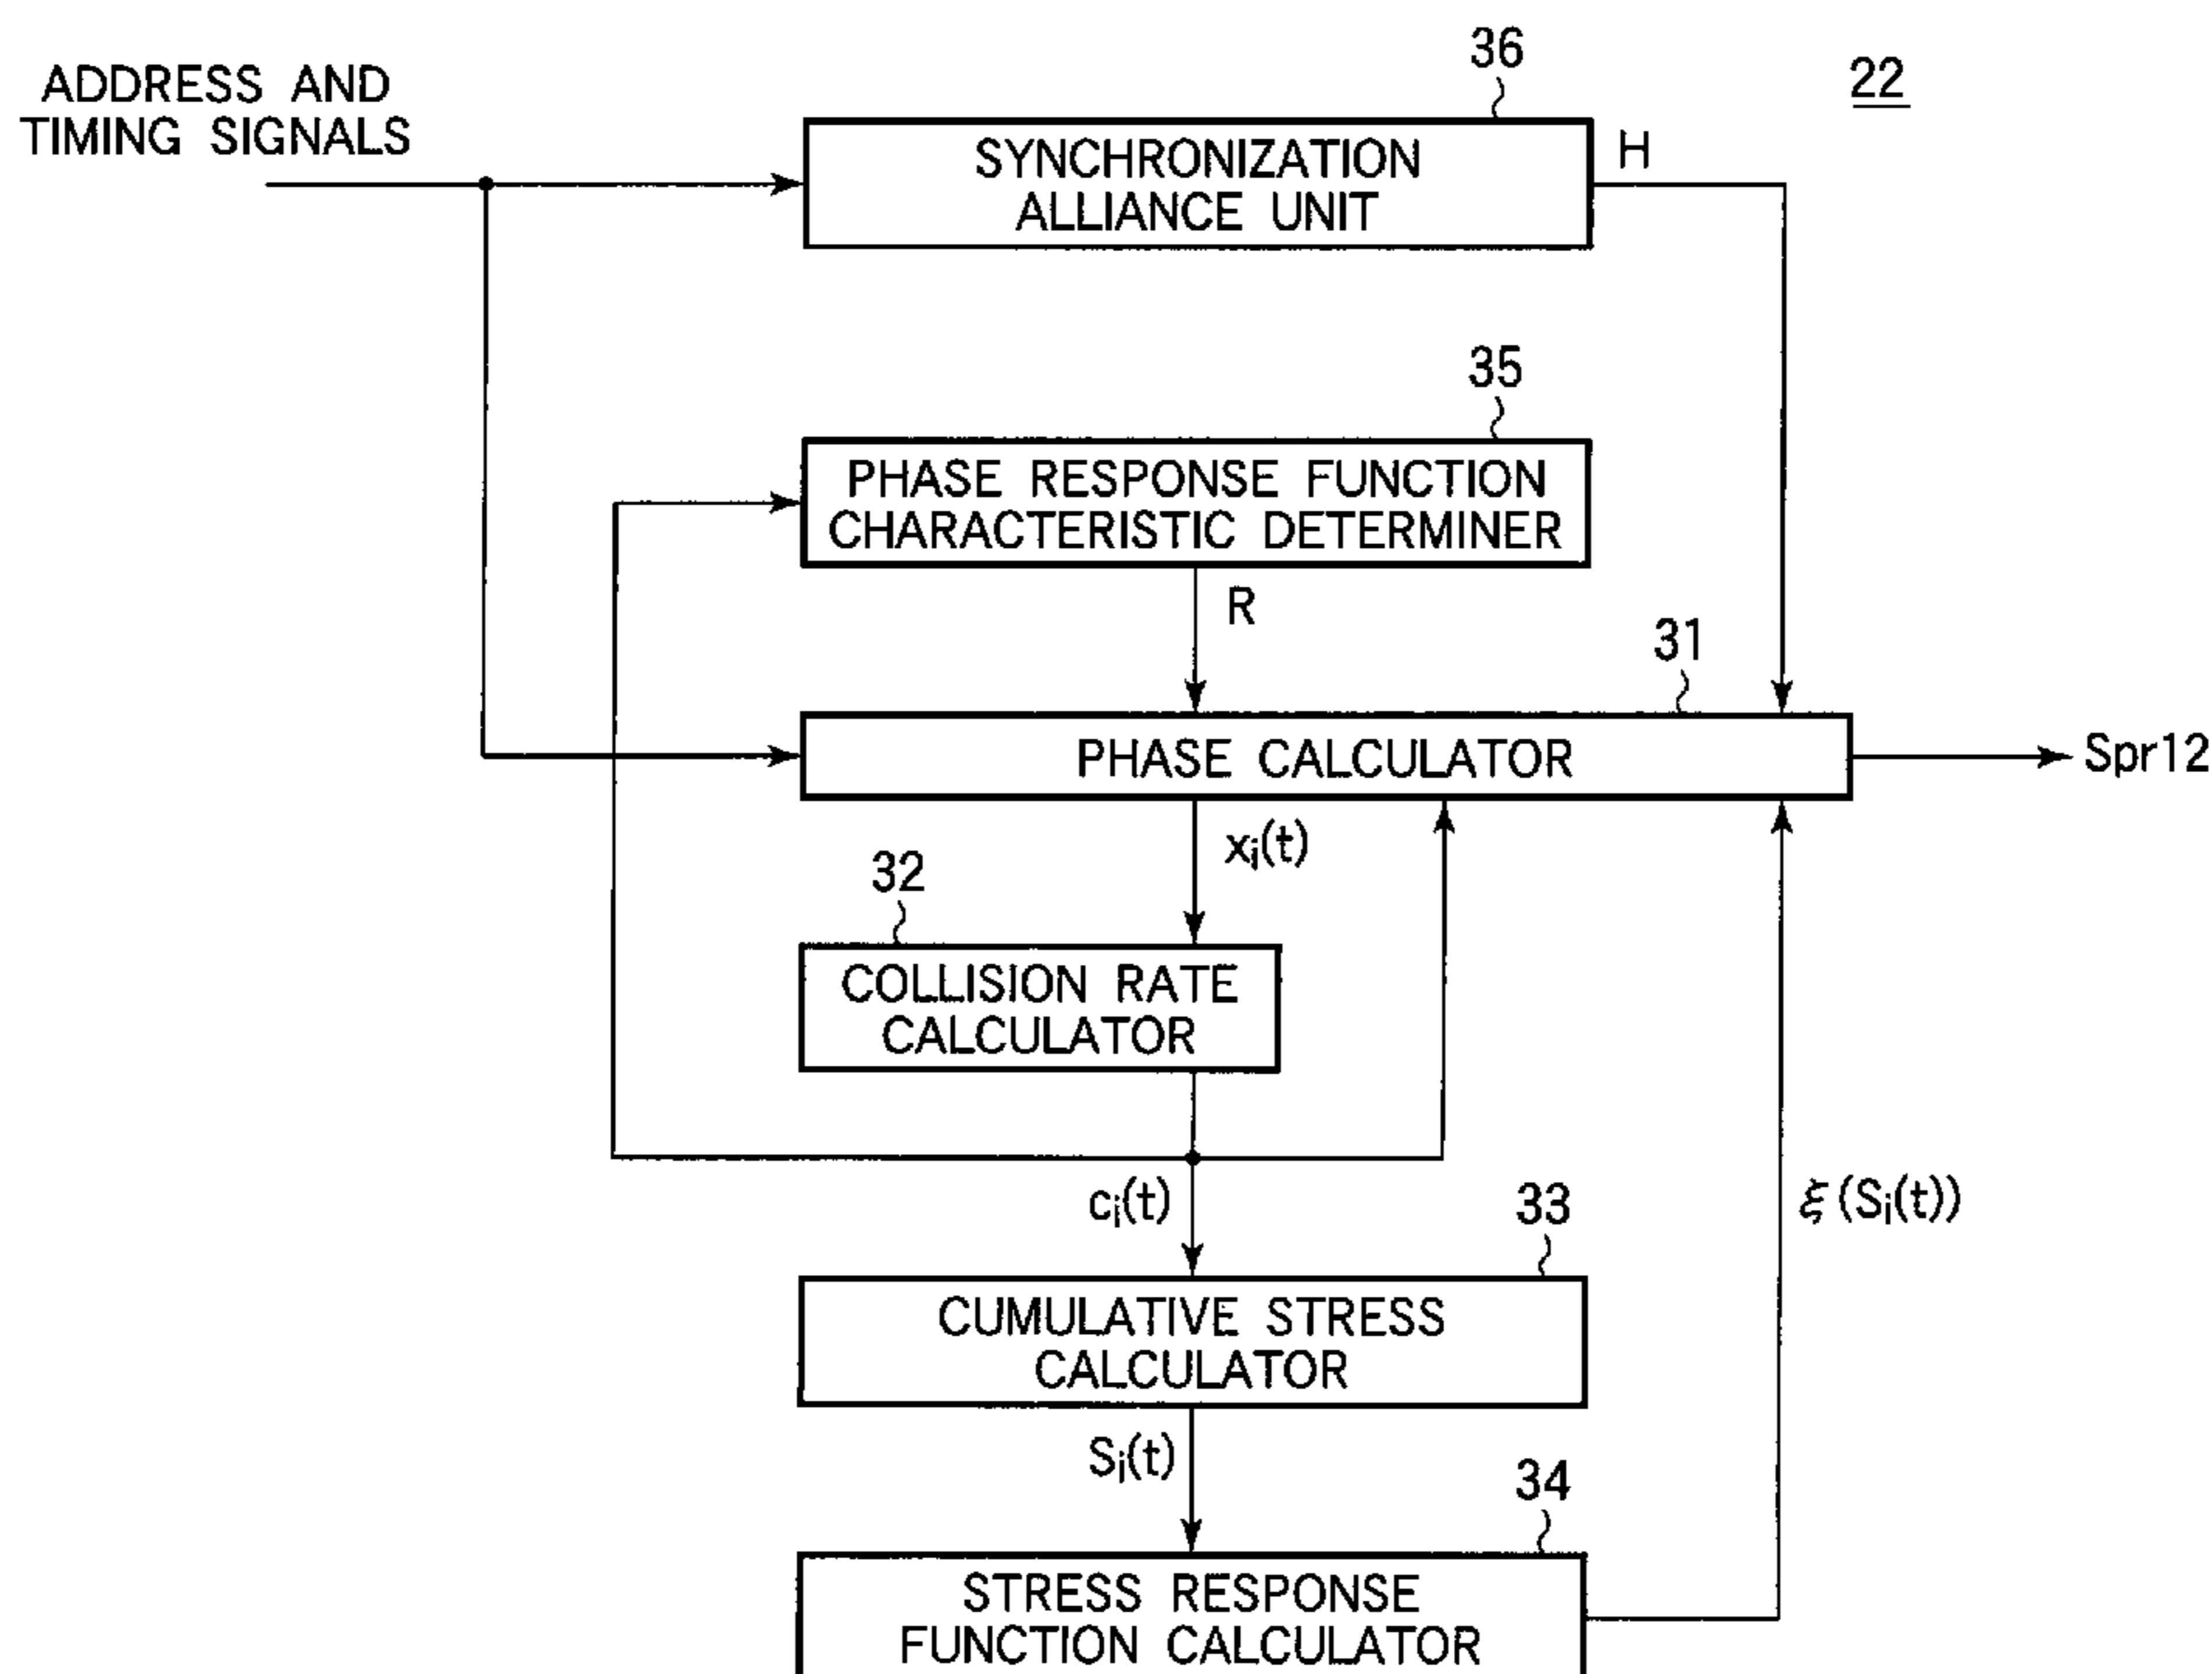 36
22
ADDRESS AND
TIMING SIGNALS
SYNCHRONIZATION
ALLIANCE UNIT
H
35
PHASE RESPONSE FUNCTION
CHARACTERISTIC DETERMINER
R
31
PHASE CALCULATOR
Spr12
xi(t)
32
COLLISION RATE
CALCULATOR
ci(t)
33
ξ(Si(t))
CUMULATIVE STRESS
CALCULATOR
Si(t)
34
STRESS RESPONSE
FUNCTION CALCULATOR